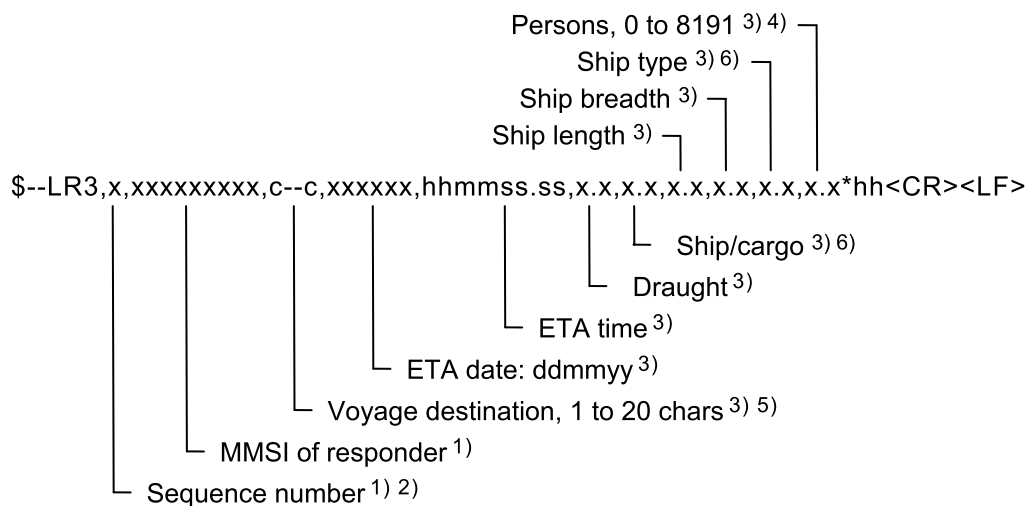 Persons, 0 to 8191 3) 4)
Ship type 3) 6)
Ship breadth 3)
Ship length 3)
$--LR3,x,xxxxxxxxx,c--c,xxxxxx,hhmmss.ss,x.x,x.x,x.x,x.x,x.x,x.x*hh<CR><LF>
Ship/cargo 3) 6)
Draught 3)
ETA time 3)
ETA date: ddmmyy 3)
Voyage destination, 1 to 20 chars 3) 5)
MMSI of responder 1)
Sequence number 1) 2)